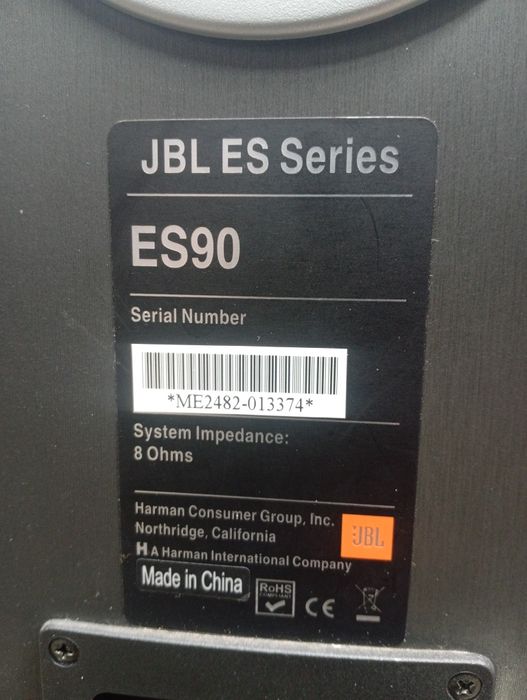 JBL ES Series
ES90
Serial Number
*ME2482-013374*
System Impedance:
8 Ohms
Harman Consumer Group, Inc.
Northridge, California
H A Harman International Company
JBL
Made in China
RoHS
COMPLIANT
CE